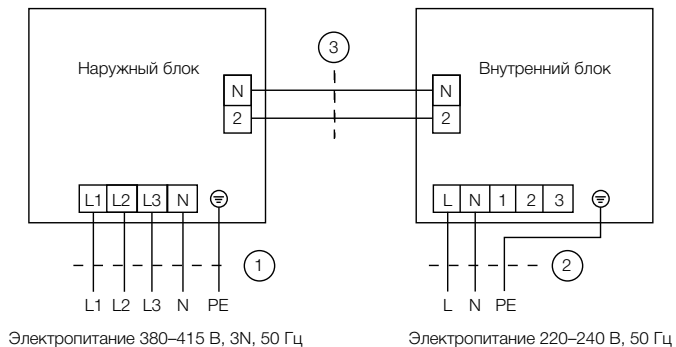 3
Наружный блок
Внутренний блок
N
N
2
2
L1 L2 L3 N
L N 1 2 3
1
2
L1 L2 L3 N PE
L N PE
Электропитание 380–415 В, 3N, 50 Гц
Электропитание 220–240 В, 50 Гц